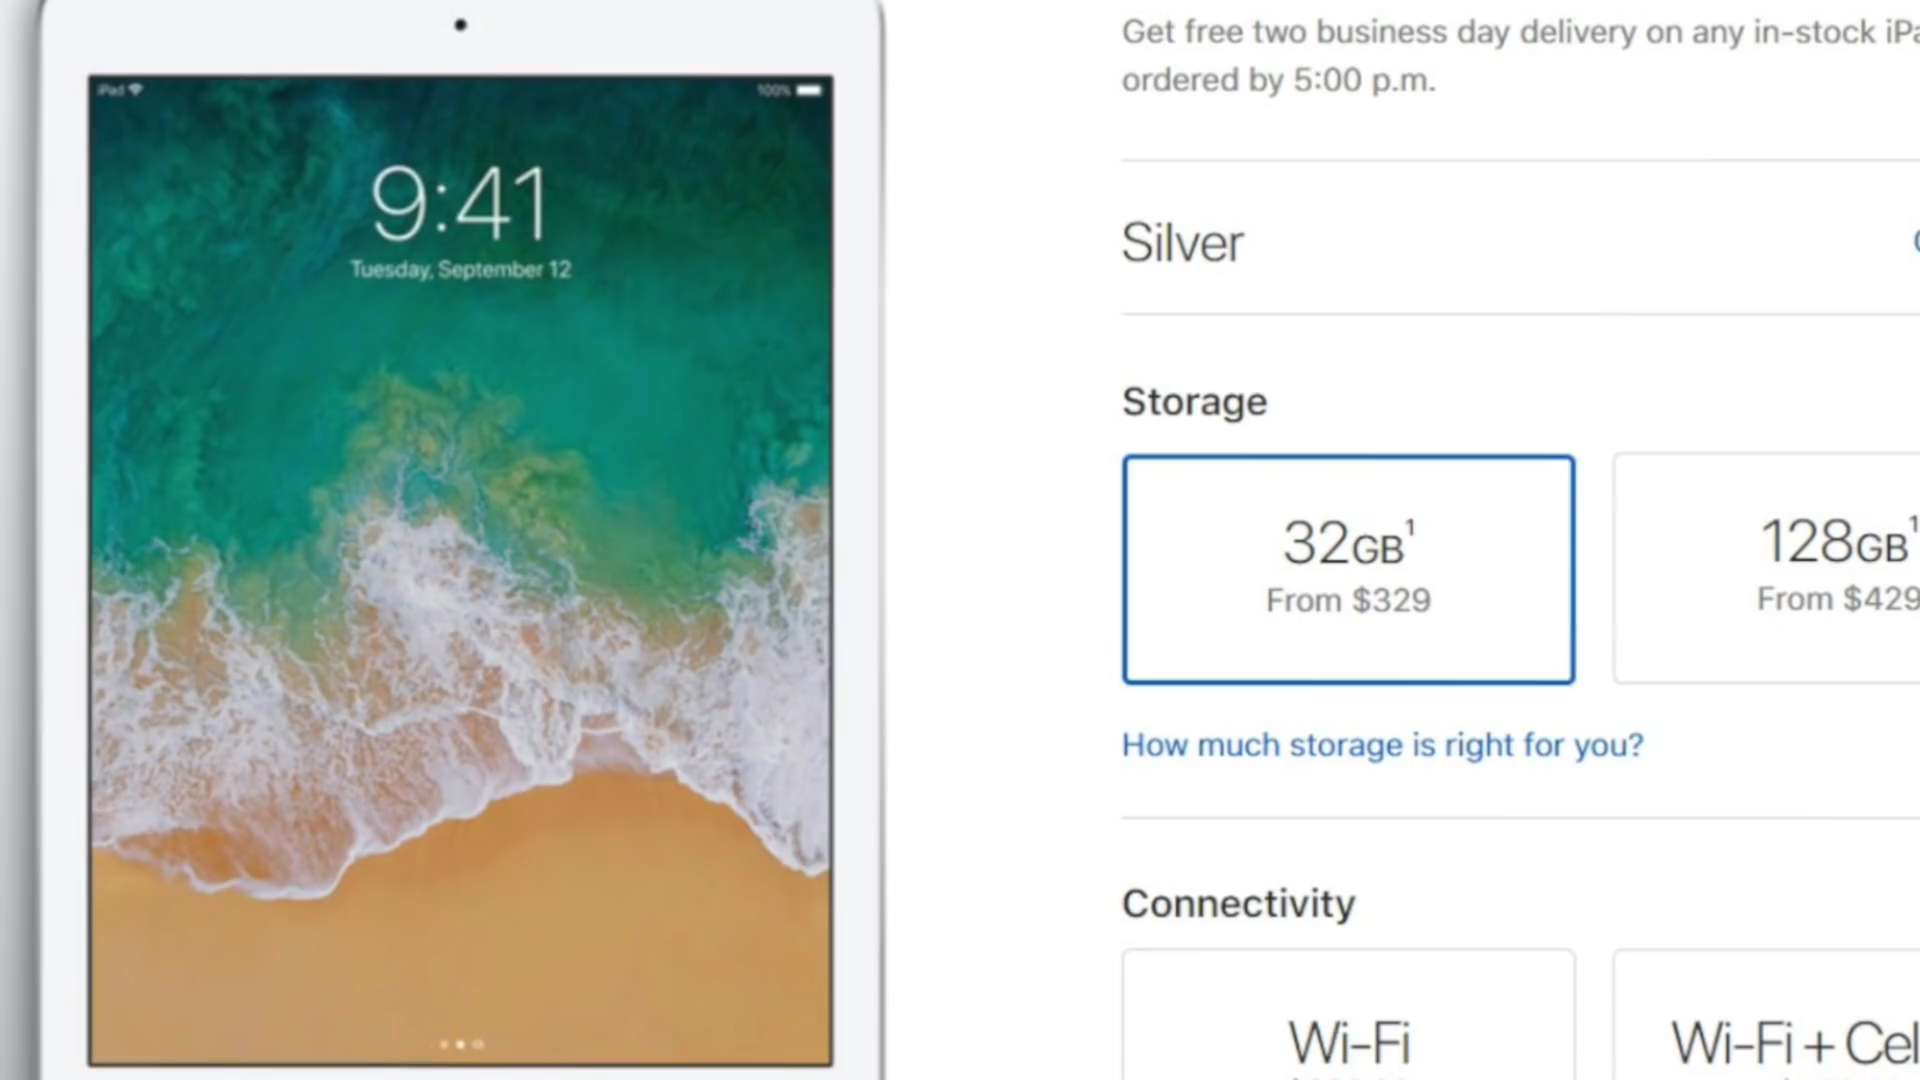 Get free two business day delivery on any in-stock
ordered by 5:00 p.m.
iPad
100%
9:41
Tuesday, September 12
Silver
Storage
32GB¹
From $329
128GB¹
From $429
How much storage is right for you?
Connectivity
Wi-Fi
Wi-Fi +